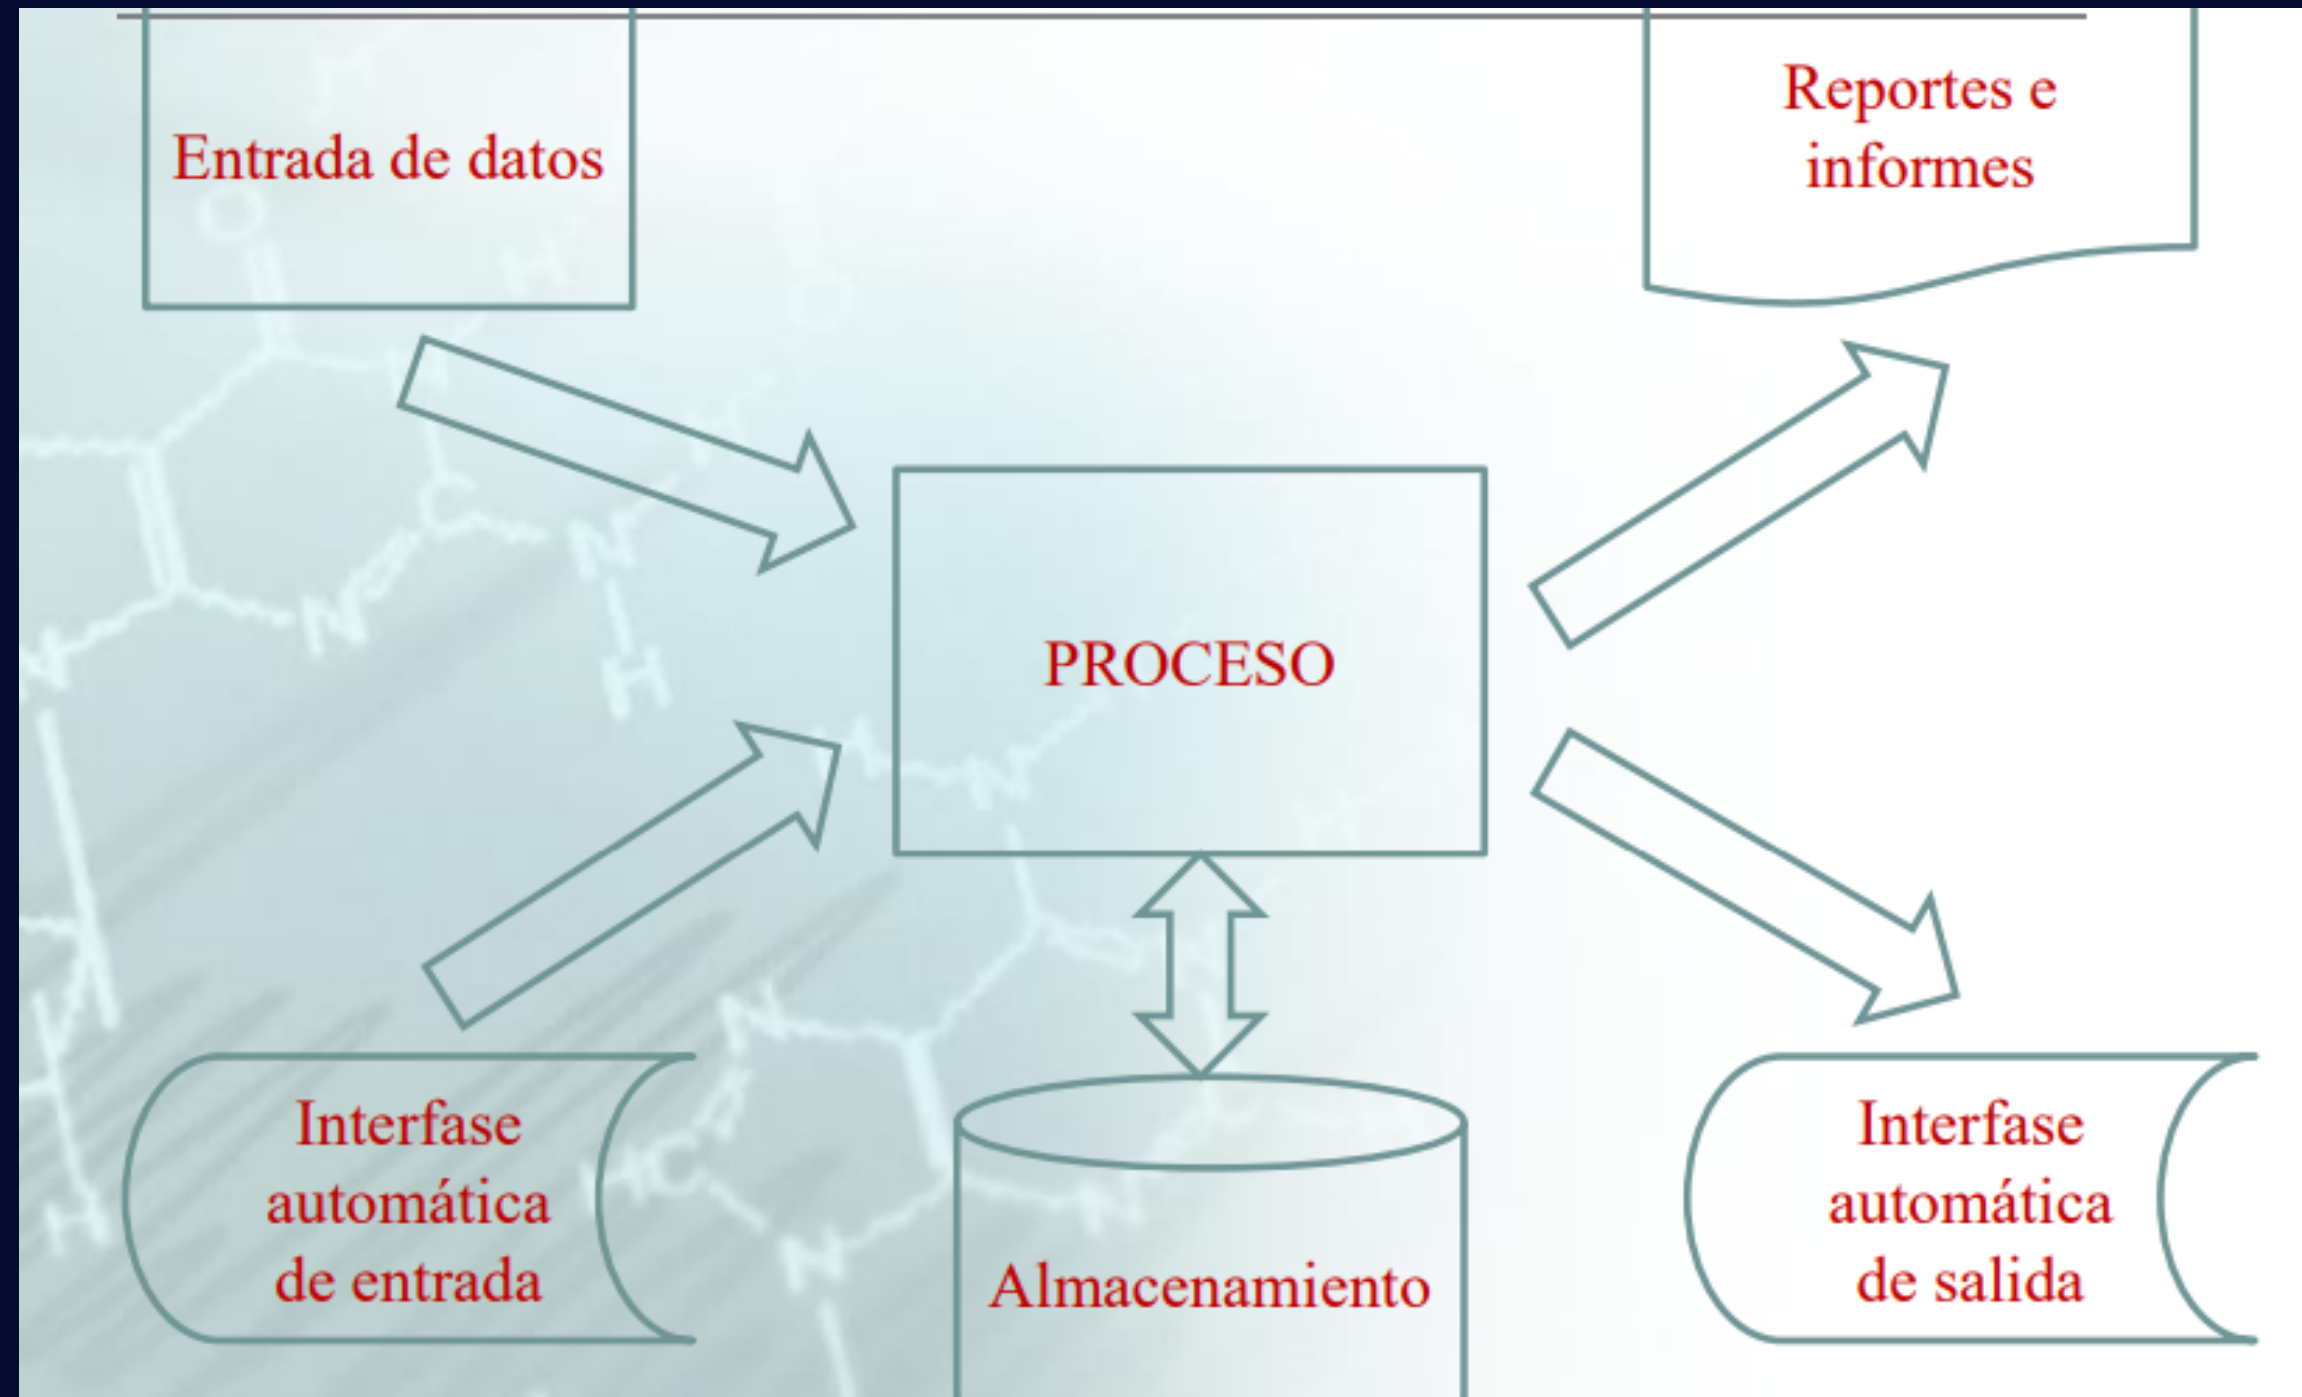 Entrada de datos
Reportes e
informes
PROCESO
Interfase
automática
de entrada
Almacenamiento
Interfase
automática
de salida